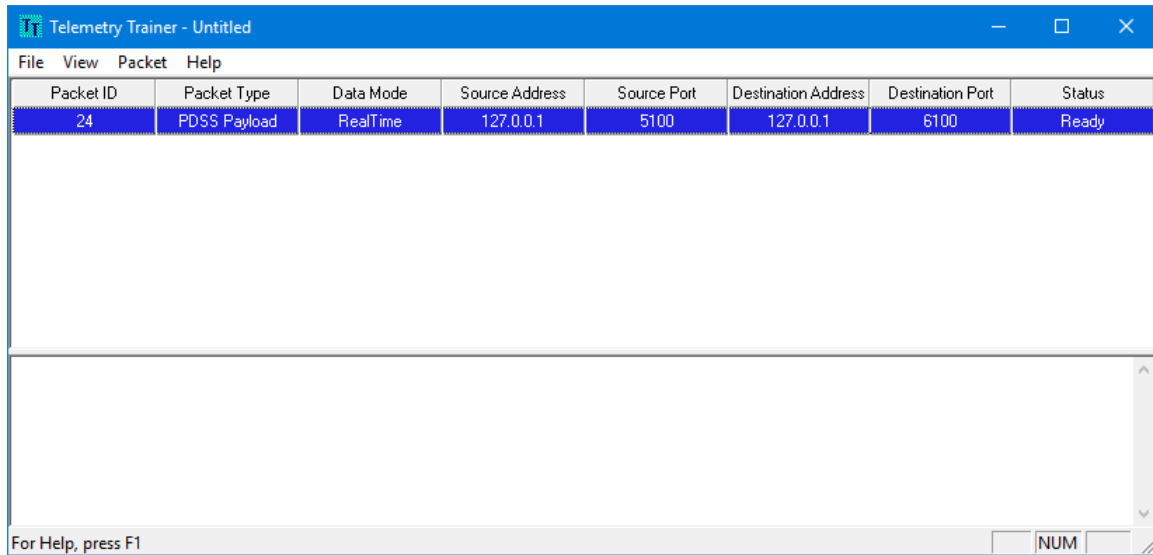 Telemetry Trainer - Untitled
File View Packet Help
Packet ID Packet Type Data Mode Source Address Source Port Destination Address Destination Port Status
24 PDSS Payload RealTime 127.0.0.1 5100 127.0.0.1 6100 Ready
For Help, press F1 NUM